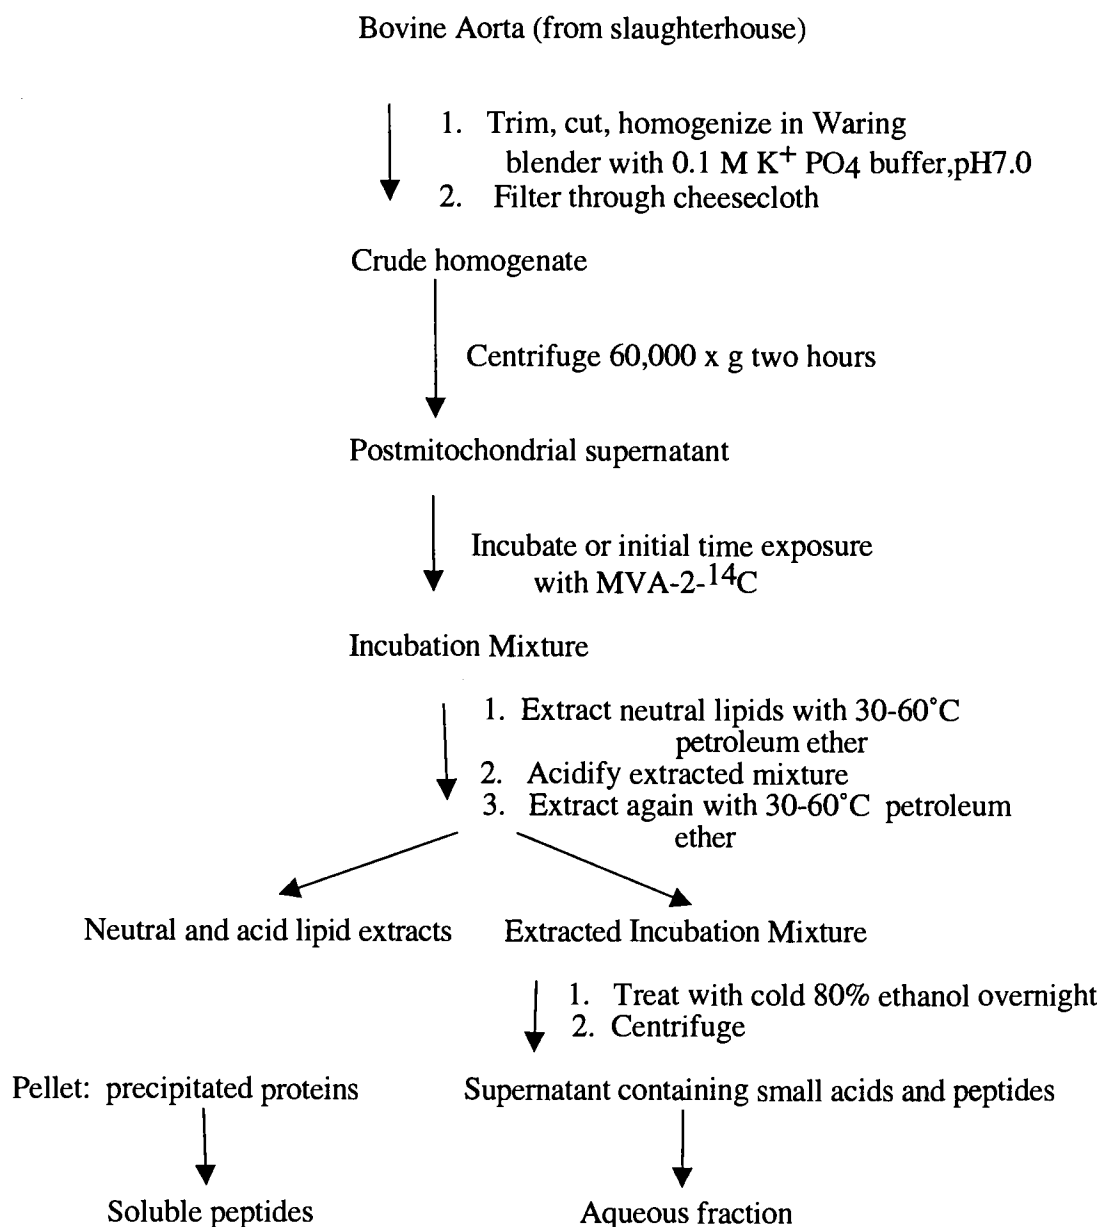 Bovine Aorta (from slaughterhouse)
1. Trim, cut, homogenize in Waring
blender with 0.1 M K+ PO4 buffer,pH7.0
2. Filter through cheesecloth
Crude homogenate
Centrifuge 60,000 x g two hours
Postmitochondrial supernatant
Incubate or initial time exposure
with MVA-2-14C
Incubation Mixture
1. Extract neutral lipids with 30-60°C
petroleum ether
2. Acidify extracted mixture
3. Extract again with 30-60°C petroleum
ether
Neutral and acid lipid extracts
Extracted Incubation Mixture
1. Treat with cold 80% ethanol overnight
2. Centrifuge
Pellet: precipitated proteins
Supernatant containing small acids and peptides
Soluble peptides
Aqueous fraction